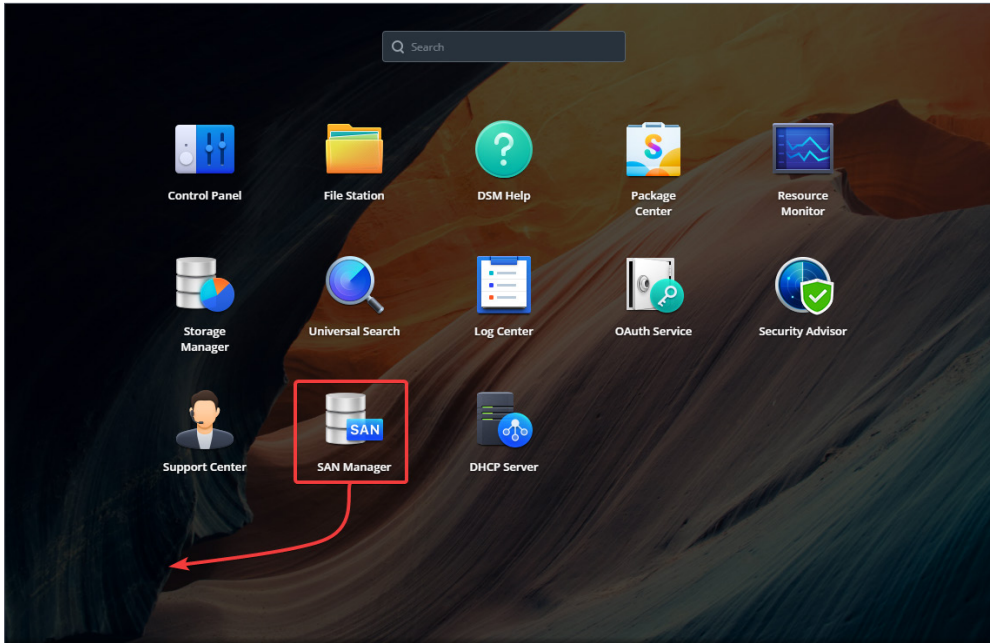 Search
Control Panel
File Station
DSM Help
Package
Center
Resource
Monitor
Storage
Manager
Universal Search
Log Center
OAuth Service
Security Advisor
Support Center
SAN
SAN Manager
DHCP Server